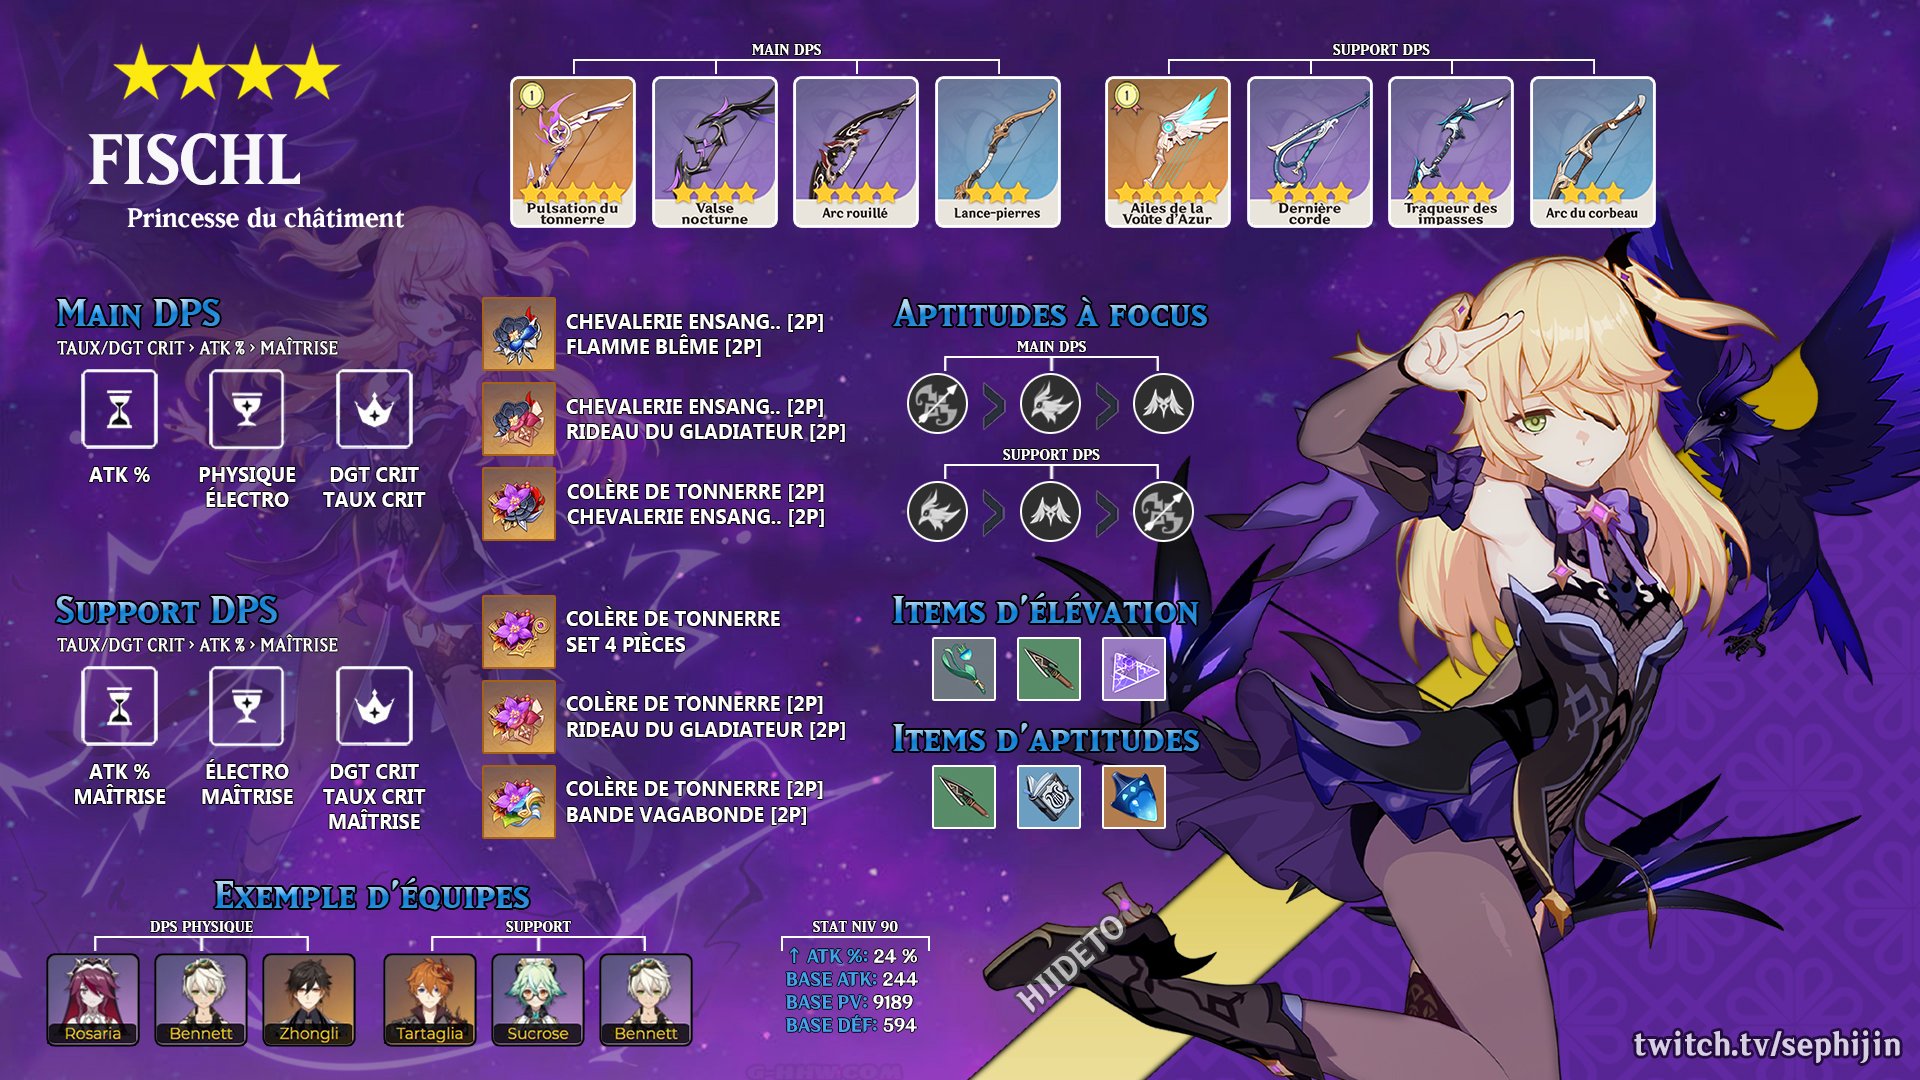 FISCHL
Princesse du châtiment
MAIN DPS
1
Pulsation du
tonnerre
Valse
nocturne
Arc rouillé
Lance-pierres
SUPPORT DPS
1
Ailes de la
Voûte d'Azur
Dernière
corde
Traqueur des
impasses
Arc du corbeau
MAIN DPS
TAUX/DGT CRIT > ATK % > MAÎTRISE
ATK %
PHYSIQUE
ÉLECTRO
DGT CRIT
TAUX CRIT
CHEVALERIE ENSANG.. [2P]
FLAMME BLÊME [2P]
CHEVALERIE ENSANG.. [2P]
RIDEAU DU GLADIATEUR [2P]
COLÈRE DE TONNERRE [2P]
CHEVALERIE ENSANG.. [2P]
APTITUDES À FOCUS
MAIN DPS
SUPPORT DPS
SUPPORT DPS
TAUX/DGT CRIT > ATK % > MAÎTRISE
ATK %
MAÎTRISE
ÉLECTRO
MAÎTRISE
DGT CRIT
TAUX CRIT
MAÎTRISE
COLÈRE DE TONNERRE
SET 4 PIÈCES
COLÈRE DE TONNERRE [2P]
RIDEAU DU GLADIATEUR [2P]
COLÈRE DE TONNERRE [2P]
BANDE VAGABONDE [2P]
ITEMS D'ÉLÉVATION
ITEMS D'APTITUDES
EXEMPLE D'ÉQUIPES
DPS PHYSIQUE
Rosaria
Bennett
Zhongli
SUPPORT
Tartaglia
Sucrose
Bennett
STAT NIV 90
↑ ATK %: 24 %
BASE ATK: 244
BASE PV: 9189
BASE DÉF: 594
HIIDETO
G-HHW.COM
twitch.tv/sephijin